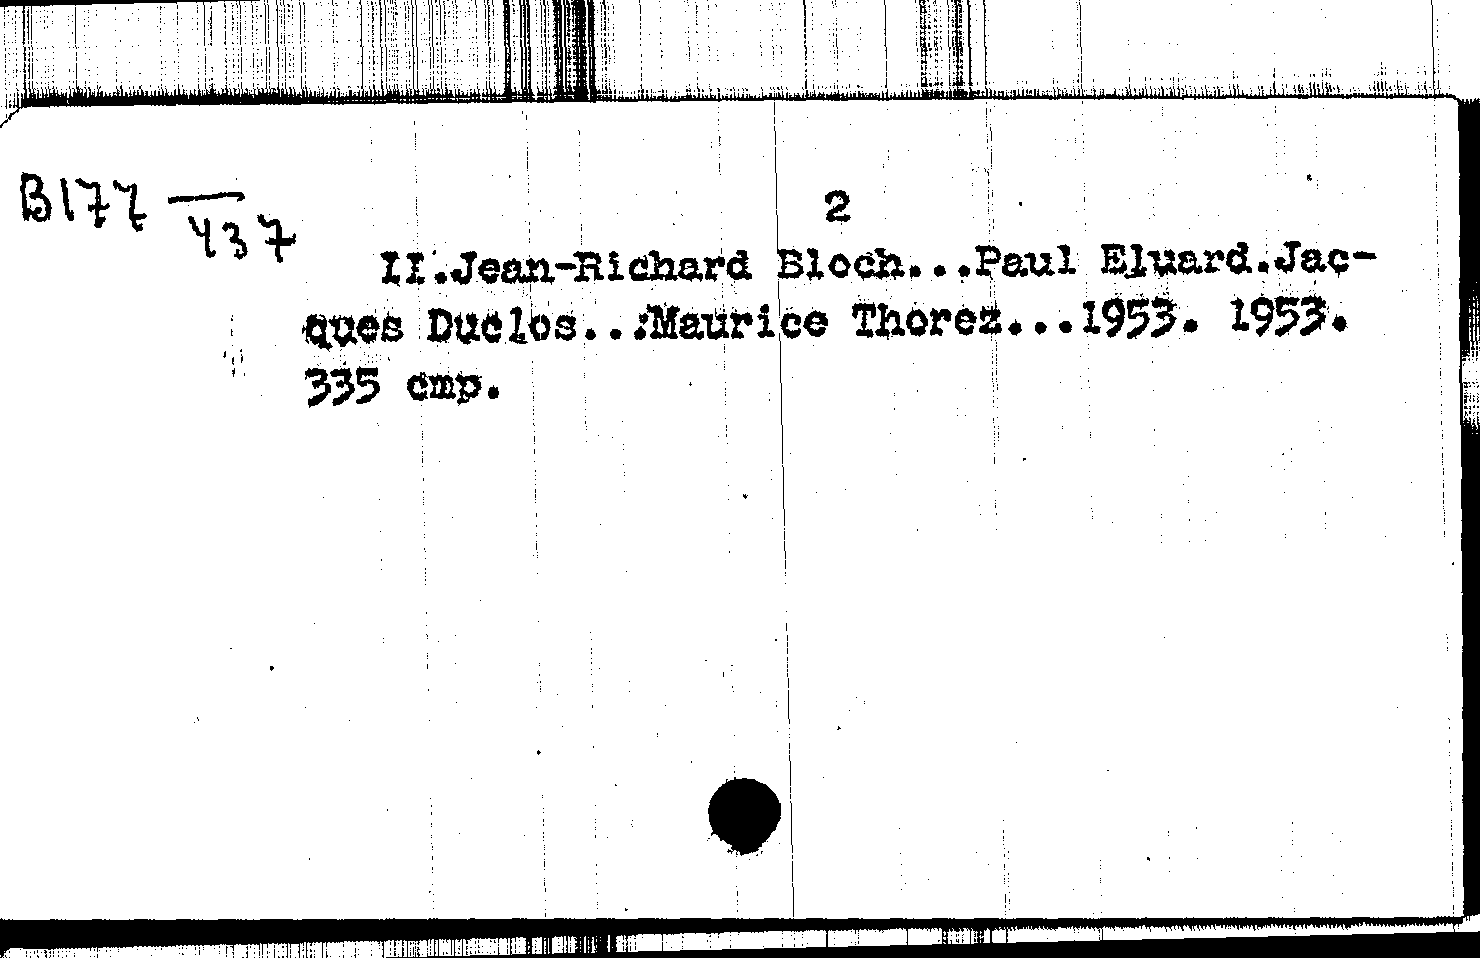 B177 — 437
2
II.Jean-Richard Bloch...Paul Eluard.Jac-
ques Duclos...:Maurice Thorez...1953. 1953.
335 стр.